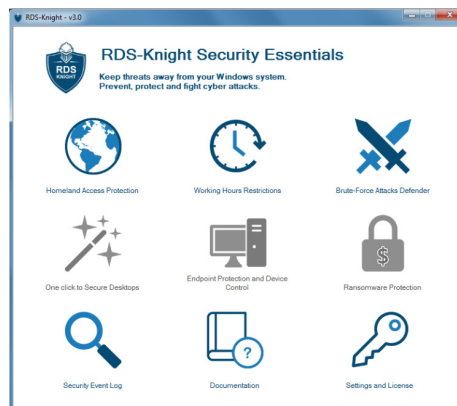 RDS-Knight - v3.0
RDS
KNIGHT
RDS-Knight Security Essentials
Keep threats away from your Windows system.
Prevent, protect and fight cyber attacks.
Homeland Access Protection
Working Hours Restrictions
Brute-Force Attacks Defender
One click to Secure Desktops
Endpoint Protection and Device
Control
$
Ransomware Protection
?
Security Event Log
Documentation
Settings and License